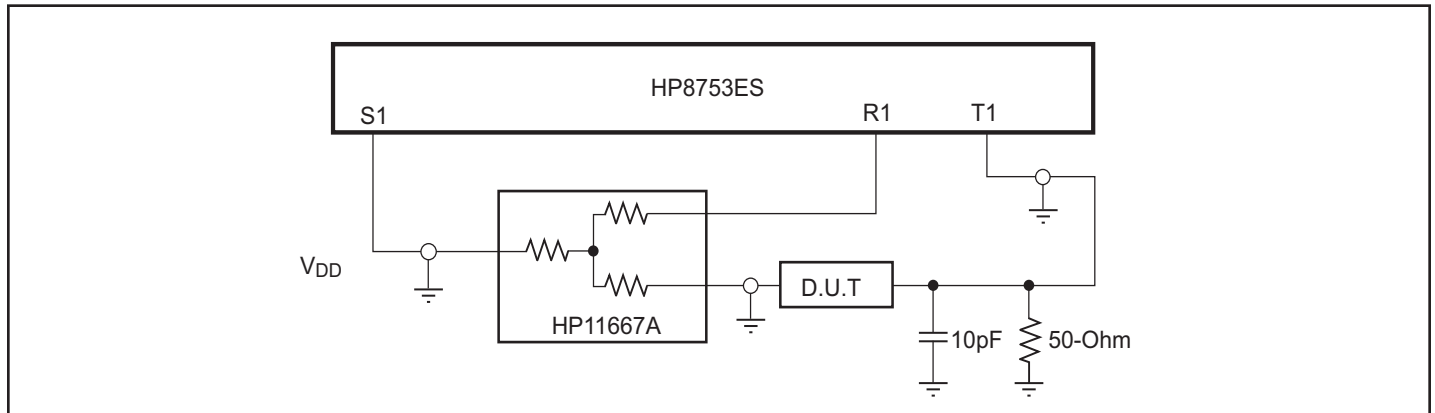 HP8753ES
S1
R1
T1
VDD
HP11667A
D.U.T
10pF
50-Ohm